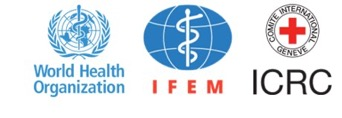 World Health
Organization
IFEM
COMITE INTERNATIONAL
GENEVE
ICRC